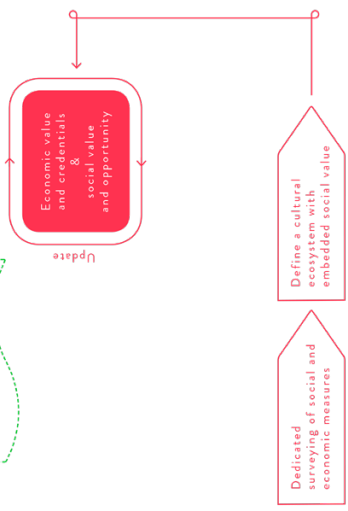 Economic value
and credentials
&
social value
and opportunity
Update
Define a cultural
ecosystem with
embedded social value
Dedicated
surveying of social and
economic measures